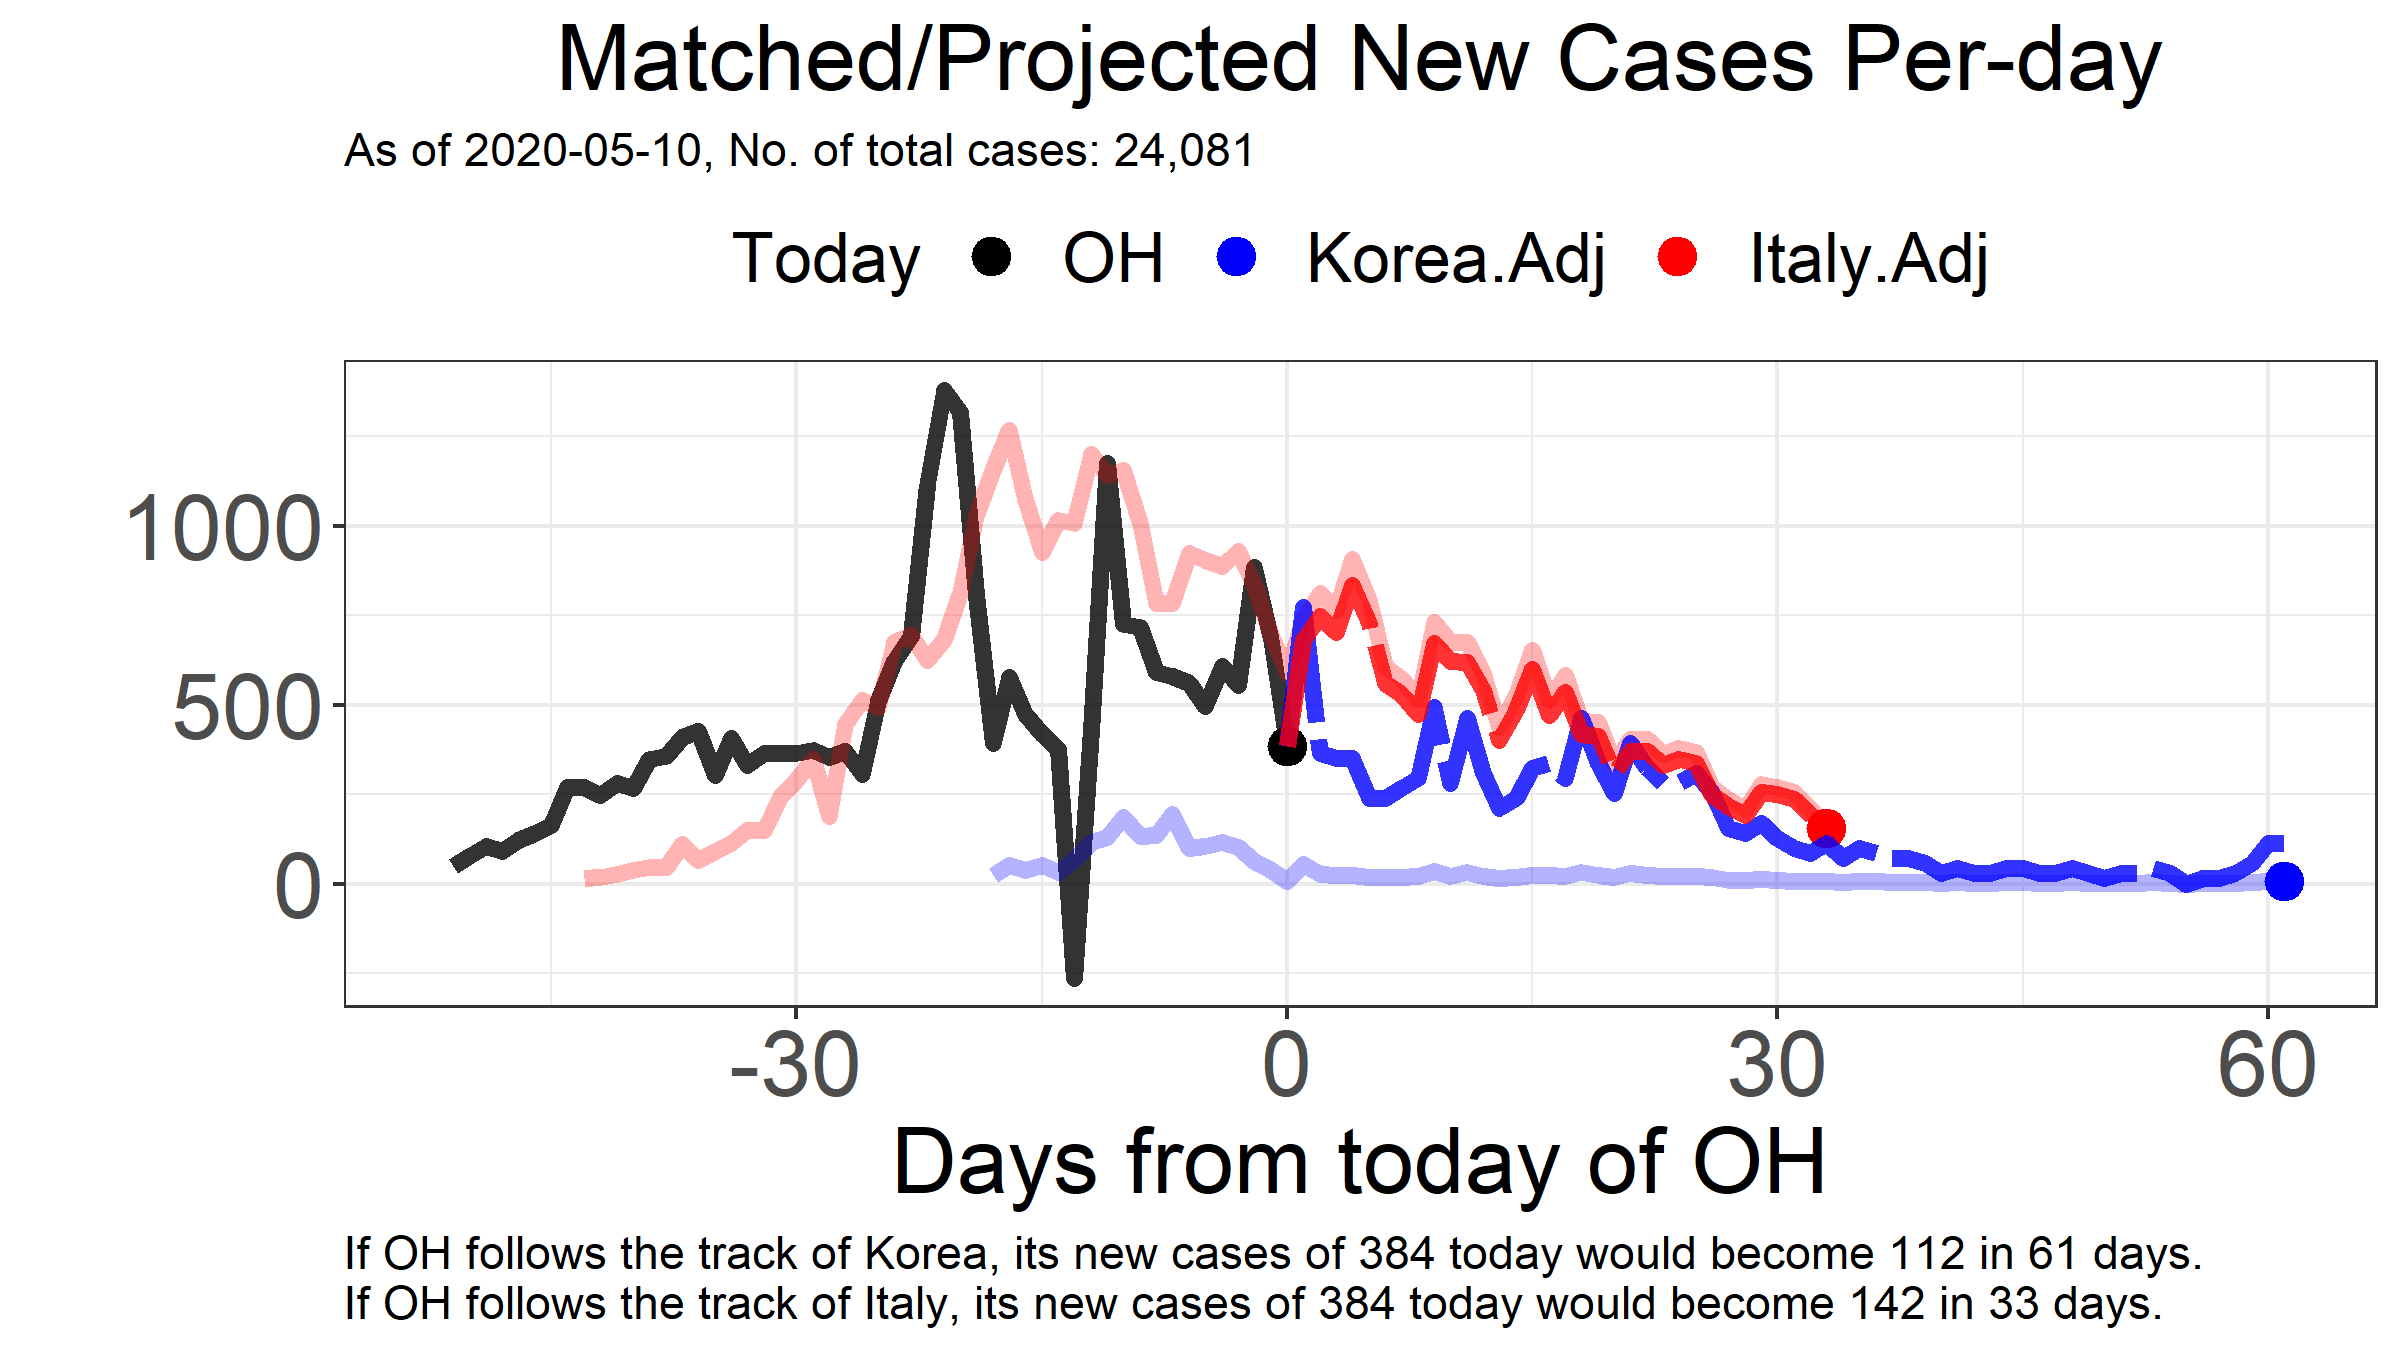 Matched/Projected New Cases Per-day
As of 2020-05-10, No. of total cases: 24,081
Today OH Korea.Adj Italy.Adj
1000
500
0
-30 0 30 60
Days from today of OH
If OH follows the track of Korea, its new cases of 384 today would become 112 in 61 days.
If OH follows the track of Italy, its new cases of 384 today would become 142 in 33 days.